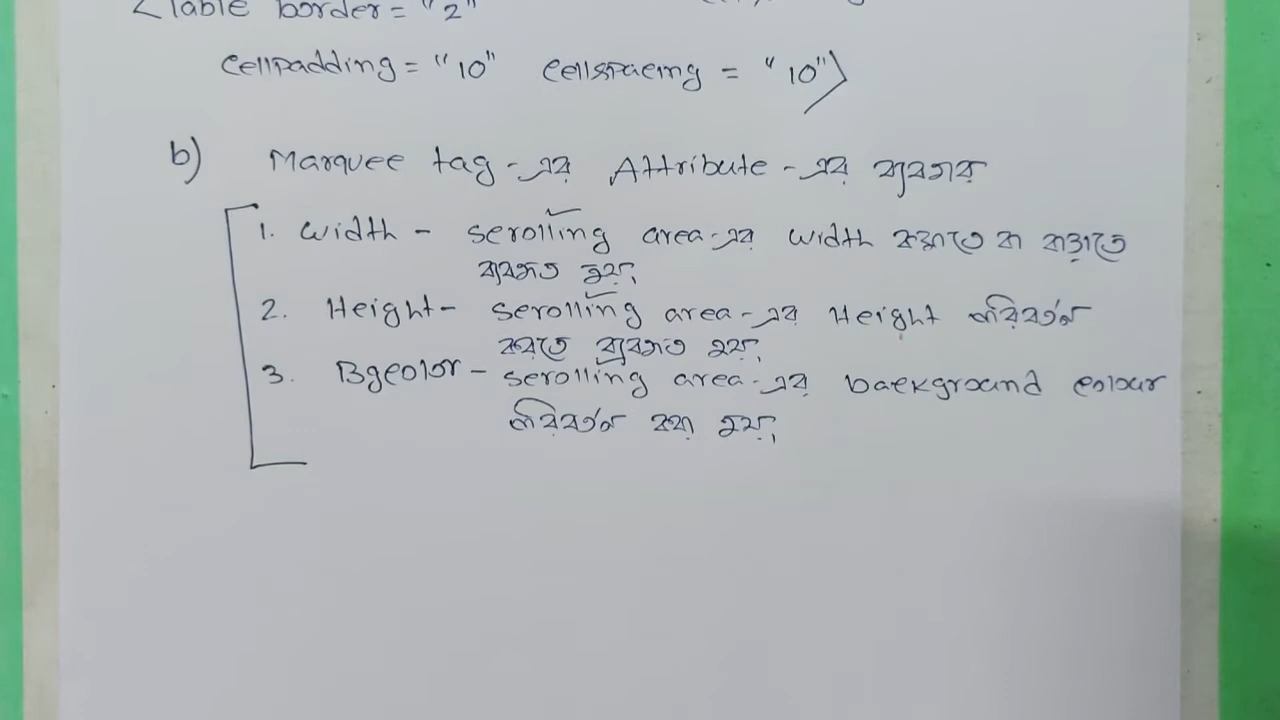 <Table border= "2"
cellpadding= "10" cellspacing = "10">
b) Marquee tag-এর Attribute-এর ব্যবহার
1. Width - scrolling area-এর width কমাতে বা বাড়াতে
ব্যবহৃত হয়,
2. Height- scrolling area-এর Height পরিবর্তন
করতে ব্যবহৃত হয়,
3. Bgcolor- scrolling area-এর background colour
পরিবর্তন করা হয়,